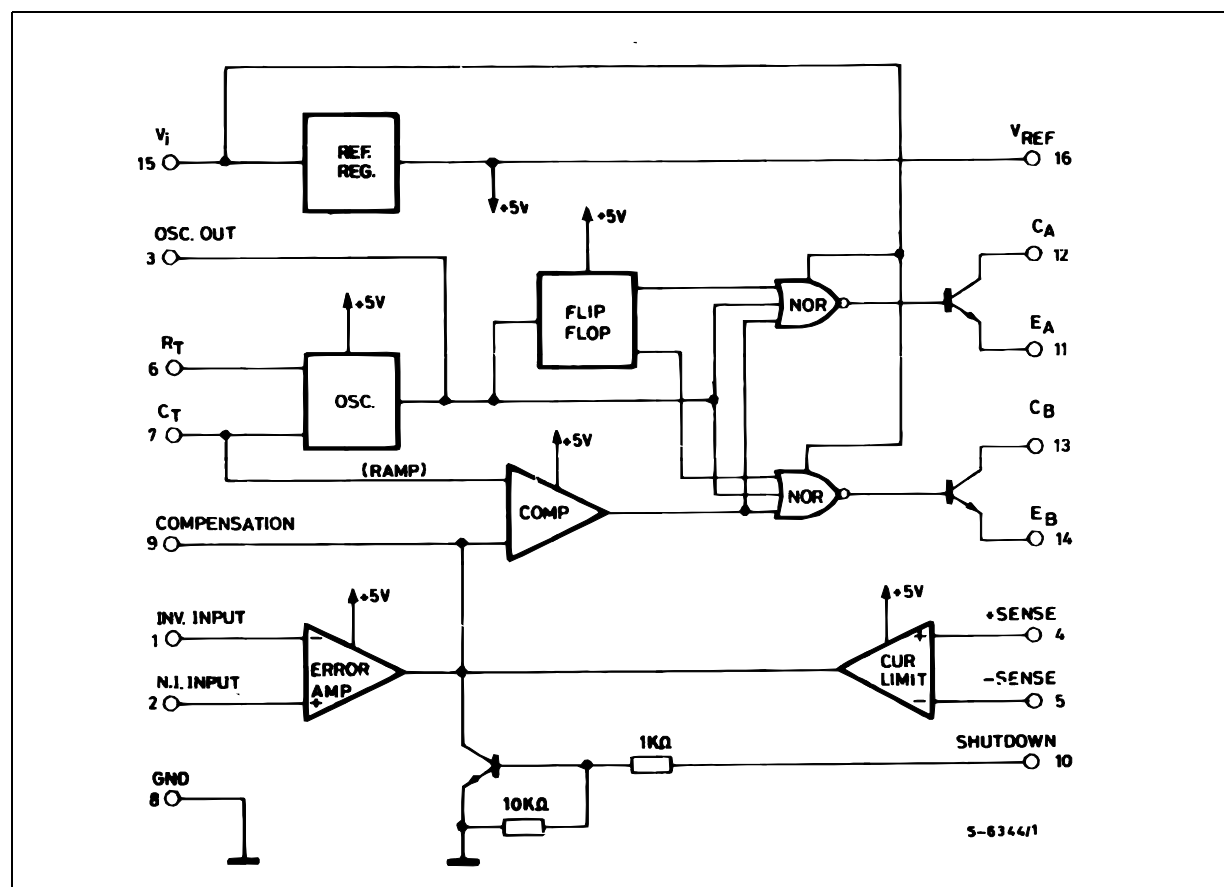 Vi
15
REF.
REG.
+5V
VREF
16
OSC. OUT
3
+5V
CA
12
FLIP
FLOP
NOR
+5V
EA
11
RT
6
OSC.
CT
7
CB
13
+5V
(RAMP)
COMP
NOR
COMPENSATION
9
EB
14
+5V
+5V
INV. INPUT
1
-
ERROR
AMP
+
N.I. INPUT
2
+SENSE
4
+
CUR
LIMIT
-
-SENSE
5
1KΩ
SHUTDOWN
10
GND
8
10KΩ
S-6344/1